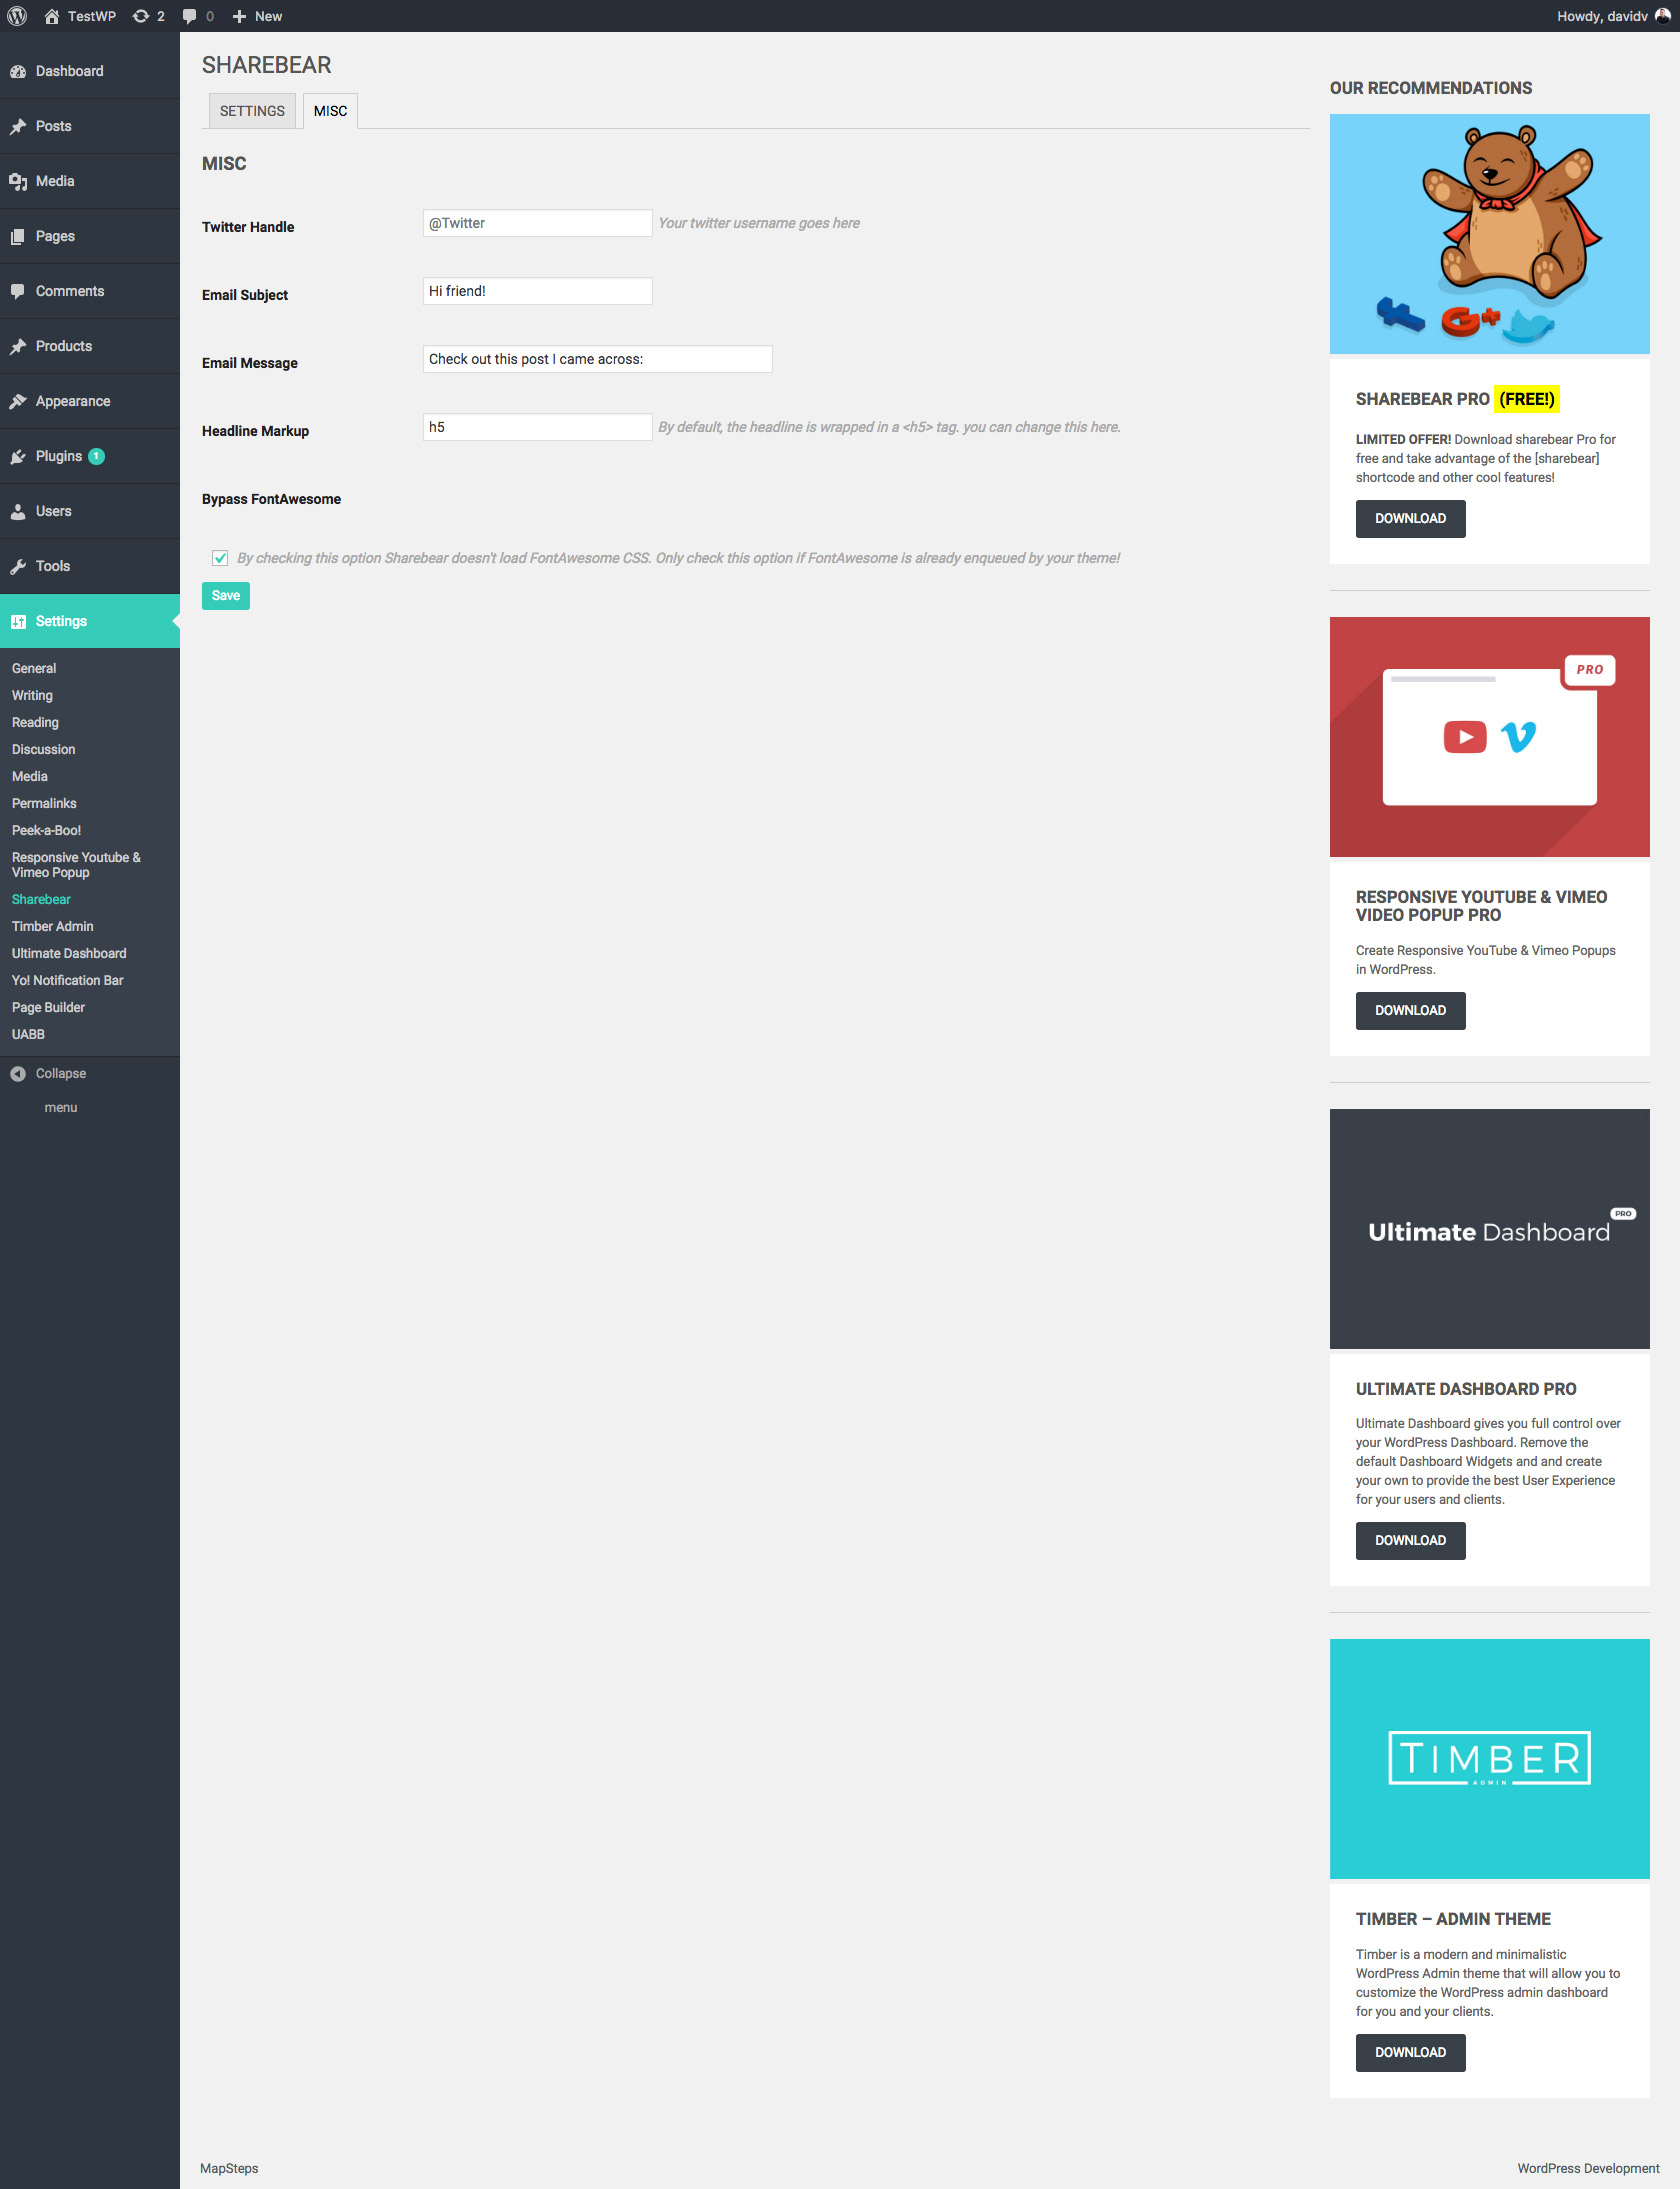 TestWP 2 0 New Howdy, davidv
Dashboard
Posts
Media
Pages
Comments
Products
Appearance
Plugins 1
Users
Tools
Settings
General
Writing
Reading
Discussion
Media
Permalinks
Peek-a-Boo!
Responsive Youtube &
Vimeo Popup
Sharebear
Timber Admin
Ultimate Dashboard
Yo! Notification Bar
Page Builder
UABB
Collapse
menu
SHAREBEAR
SETTINGS MISC
MISC
Twitter Handle @Twitter Your twitter username goes here
Email Subject Hi friend!
Email Message Check out this post I came across:
Headline Markup h5 By default, the headline is wrapped in a <h5> tag. you can change this here.
Bypass FontAwesome
By checking this option Sharebear doesn't load FontAwesome CSS. Only check this option if FontAwesome is already enqueued by your theme!
Save
OUR RECOMMENDATIONS
G+
SHAREBEAR PRO (FREE!)
LIMITED OFFER! Download sharebear Pro for
free and take advantage of the [sharebear]
shortcode and other cool features!
DOWNLOAD
PRO
RESPONSIVE YOUTUBE & VIMEO
VIDEO POPUP PRO
Create Responsive YouTube & Vimeo Popups
in WordPress.
DOWNLOAD
Ultimate Dashboard PRO
ULTIMATE DASHBOARD PRO
Ultimate Dashboard gives you full control over
your WordPress Dashboard. Remove the
default Dashboard Widgets and and create
your own to provide the best User Experience
for your users and clients.
DOWNLOAD
TIMBER
ADMIN
TIMBER – ADMIN THEME
Timber is a modern and minimalistic
WordPress Admin theme that will allow you to
customize the WordPress admin dashboard
for you and your clients.
DOWNLOAD
MapSteps WordPress Development